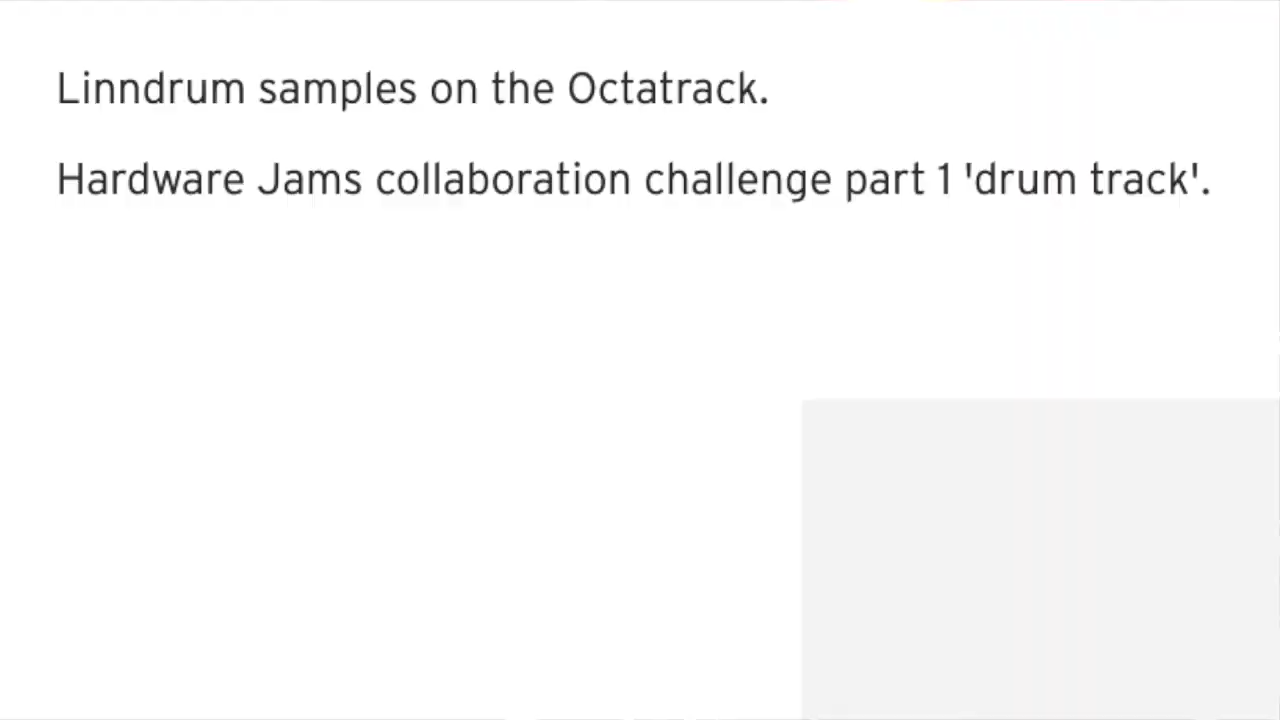 Linndrum samples on the Octatrack.
Hardware Jams collaboration challenge part 1 'drum track'.